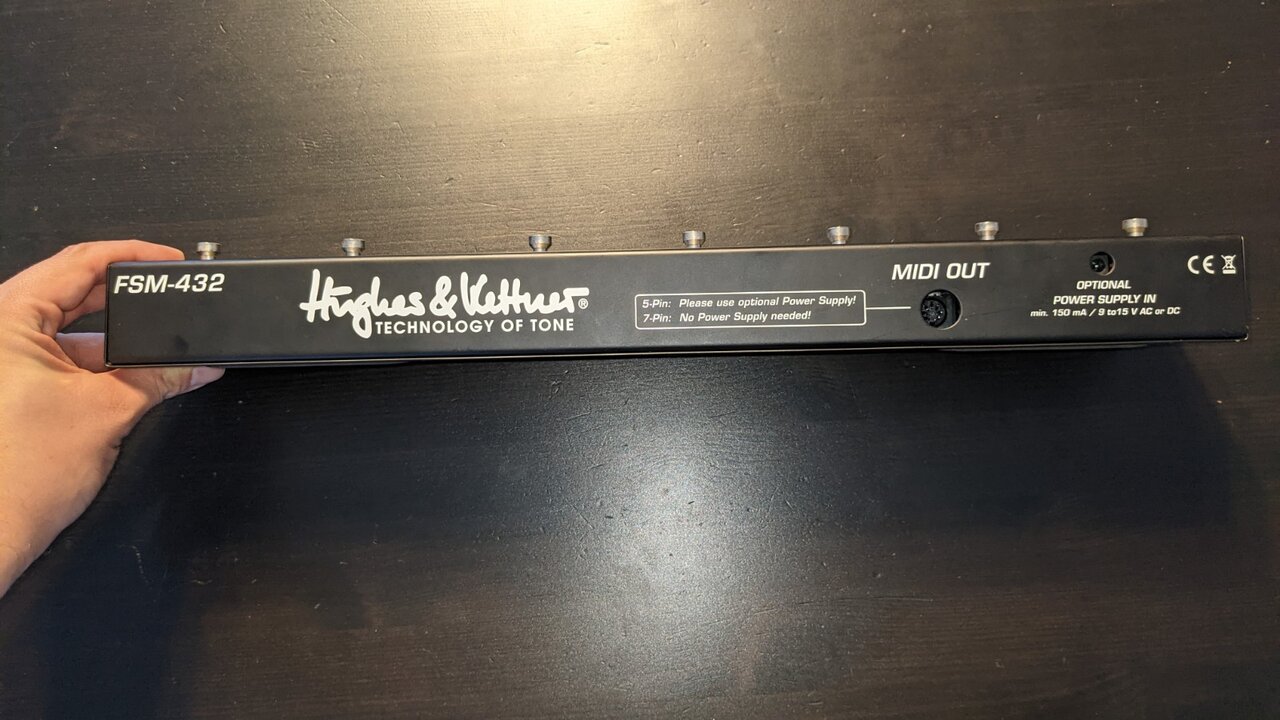 FSM-432
Hughes & Kettner®
TECHNOLOGY OF TONE
5-Pin: Please use optional Power Supply!
7-Pin: No Power Supply needed!
MIDI OUT
OPTIONAL
POWER SUPPLY IN
min. 150 mA / 9 to15 V AC or DC
CE